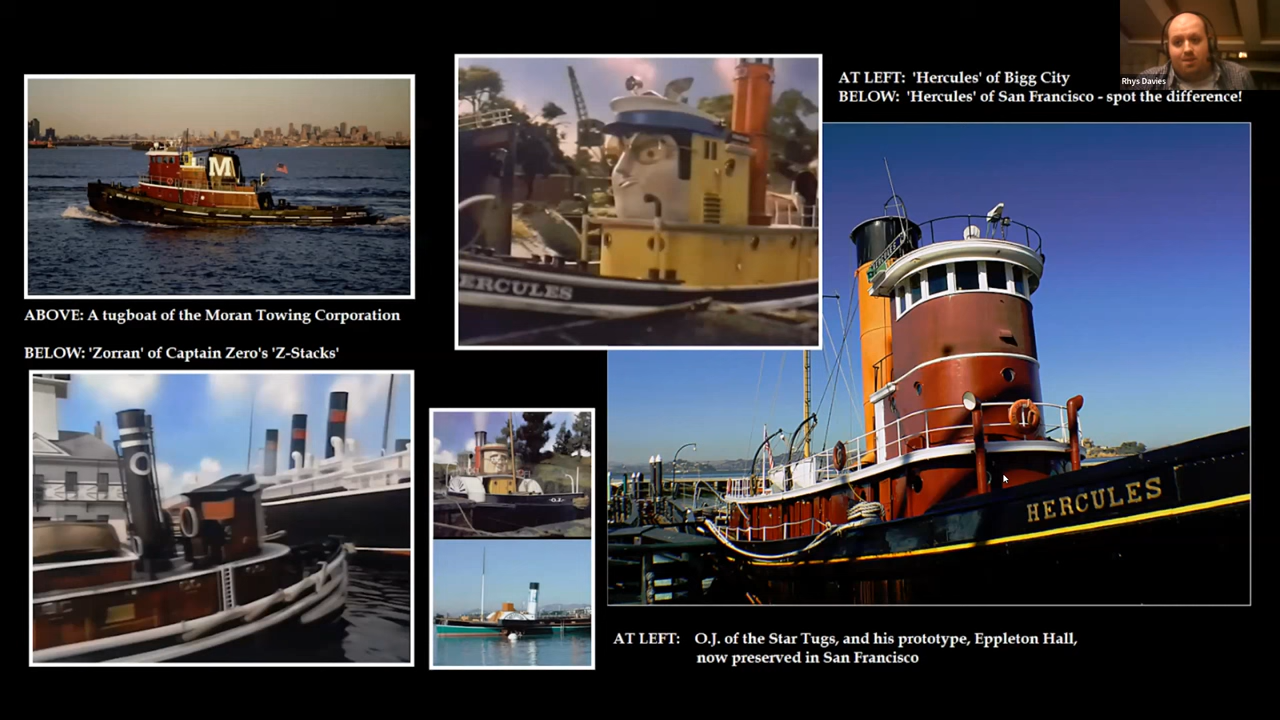 AT LEFT: 'Hercules' of Bigg City
BELOW: 'Hercules' of San Francisco - spot the difference!
Rhys Davies
M
ERCULES
ABOVE: A tugboat of the Moran Towing Corporation
BELOW: 'Zorran' of Captain Zero's 'Z-Stacks'
O.J.
HERCULES
AT LEFT: O.J. of the Star Tugs, and his prototype, Eppleton Hall,
now preserved in San Francisco